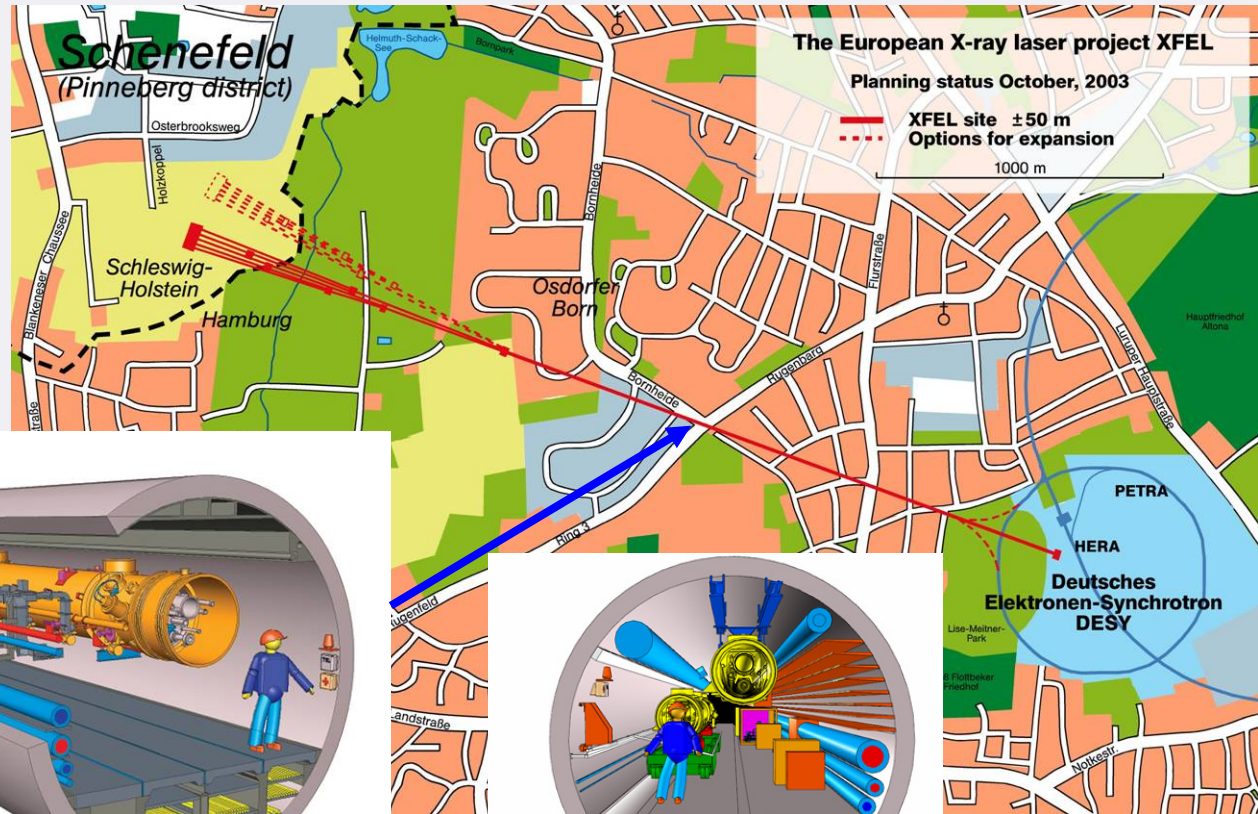 Schenefeld
(Pinneberg district)
Helmuth-Schack-
See
Bornpark
The European X-ray laser project XFEL
Planning status October, 2003
XFEL site ±50 m
Options for expansion
1000 m
Osterbrooksweg
Holzkoppel
Blankeneser Chaussee
Bornheide
Flurstraße
Schleswig-
Holstein
Hamburg
Osdorfer
Born
Hauptfriedhof
Altona
Luruper Hauptstraße
Rugenbarg
Bornheide
Ring 3
PETRA
HERA
Deutsches
Elektronen-Synchrotron
DESY
Lise-Meitner-
Park
Flottbeker
Friedhof
Landstraße
Notkestr.